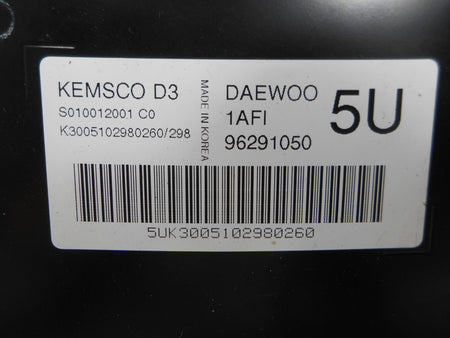 KEMSCO D3
S010012001 C0
K3005102980260/298
MADE IN KOREA
DAEWOO
1AFI
96291050
5U
5UK3005102980260